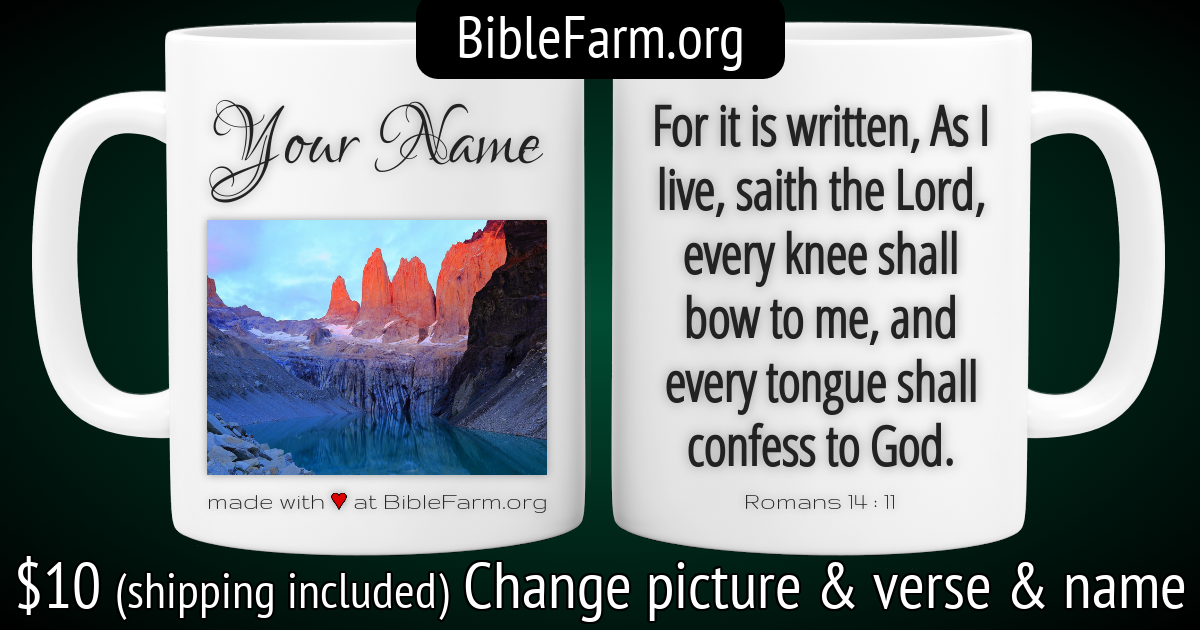 BibleFarm.org
Your Name
made with ♥ at BibleFarm.org
For it is written, As I
live, saith the Lord,
every knee shall
bow to me, and
every tongue shall
confess to God.
Romans 14 : 11
$10 (shipping included) Change picture & verse & name